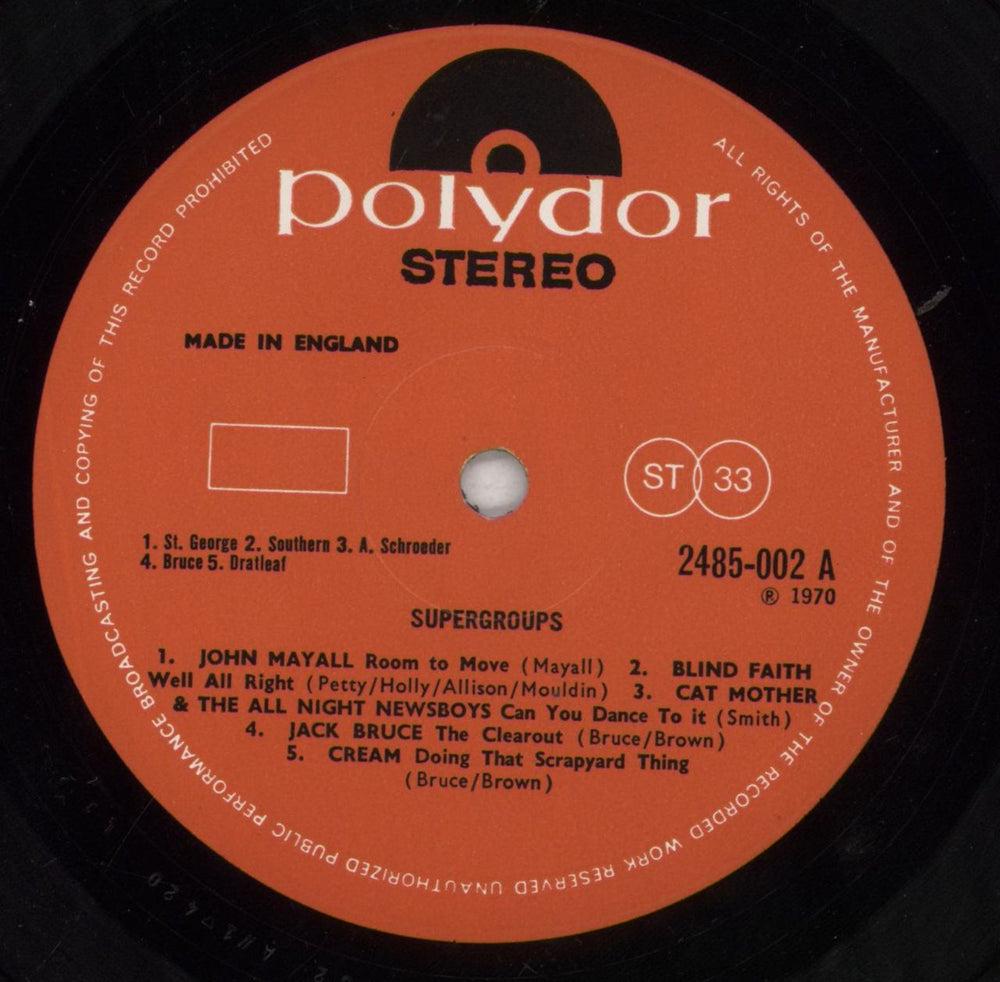 polydor
STEREO
MADE IN ENGLAND
ST 33
1. St. George 2. Southern 3. A. Schroeder
4. Bruce 5. Dratleaf
2485-002 A
℗ 1970
SUPERGROUPS
1. JOHN MAYALL Room to Move (Mayall) 2. BLIND FAITH
Well All Right (Petty/Holly/Allison/Mouldin) 3. CAT MOTHER
& THE ALL NIGHT NEWSBOYS Can You Dance To it (Smith)
4. JACK BRUCE The Clearout (Bruce/Brown)
5. CREAM Doing That Scrapyard Thing
(Bruce/Brown)
ALL RIGHTS OF THE MANUFACTURER AND OF THE OWNER OF THE RECORDED WORK RESERVED UNAUTHORIZED PUBLIC PERFORMANCE BROADCASTING AND COPYING OF THIS RECORD PROHIBITED